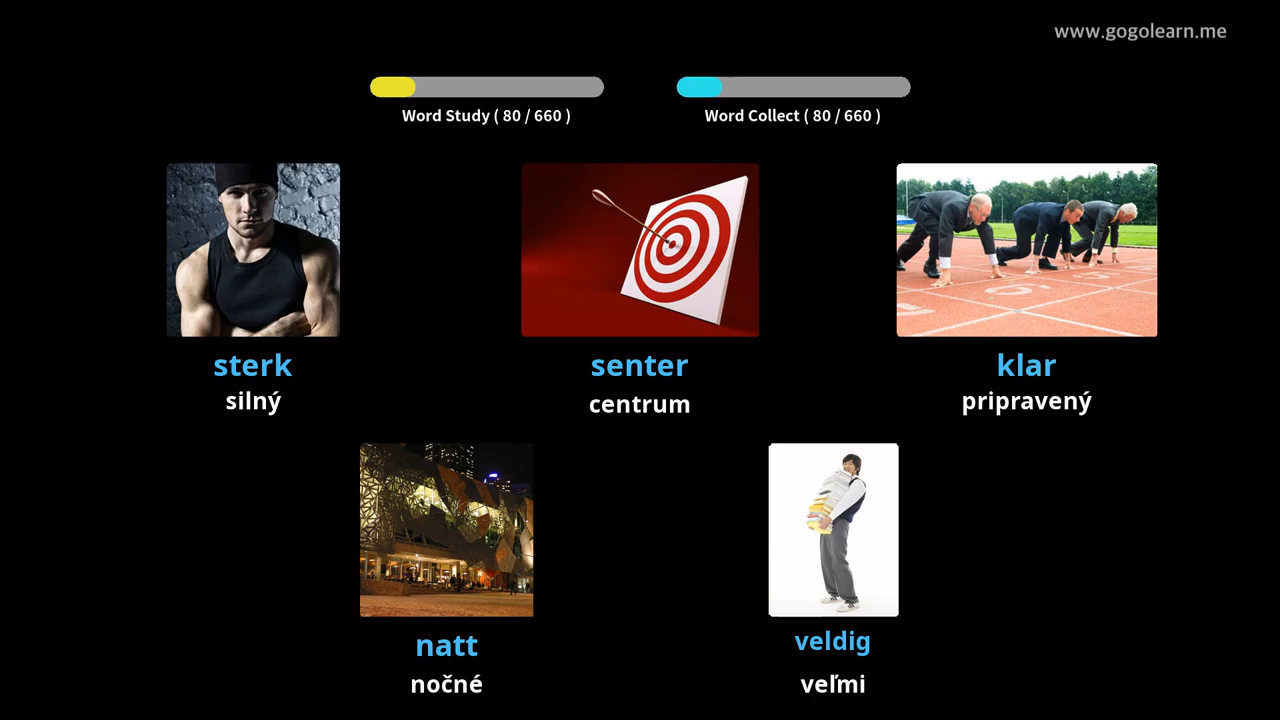 www.gogolearn.me
Word Study ( 80 / 660 )
Word Collect ( 80 / 660 )
sterk
silný
senter
centrum
klar
pripravený
natt
nočné
veldig
veľmi